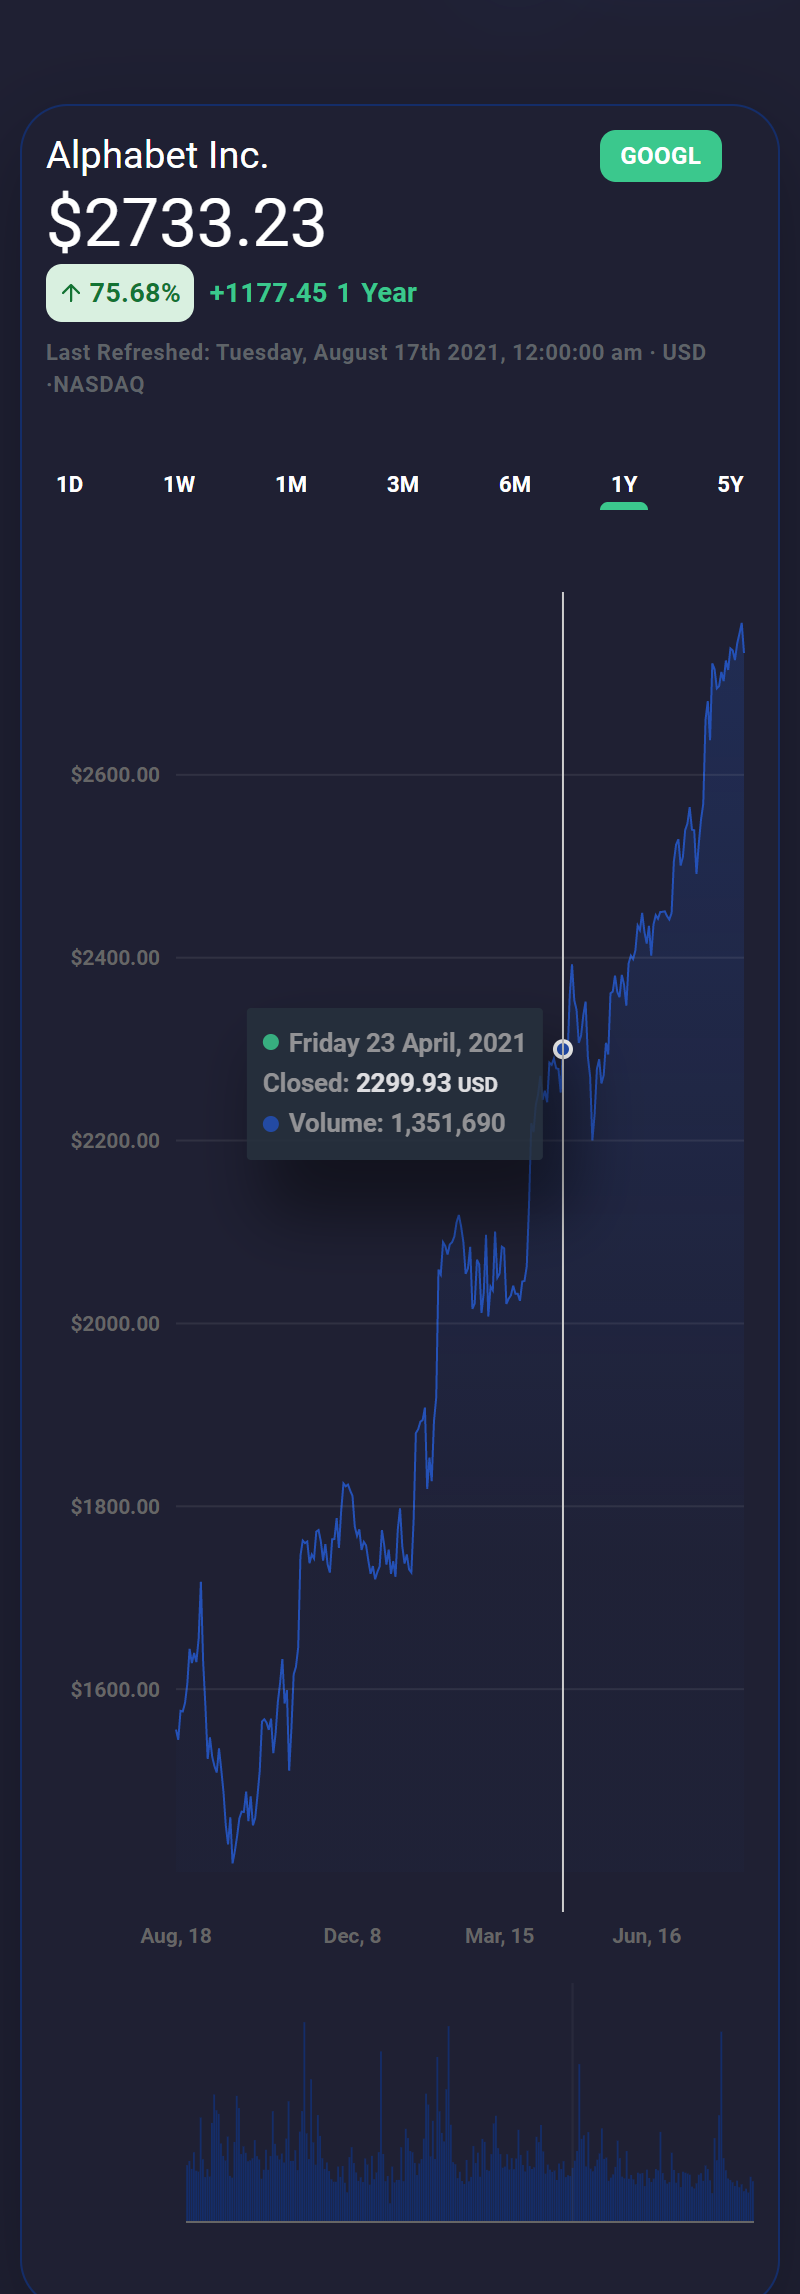 Alphabet Inc.
GOOGL
$2733.23
↑ 75.68% +1177.45 1 Year
Last Refreshed: Tuesday, August 17th 2021, 12:00:00 am · USD
·NASDAQ
1D 1W 1M 3M 6M 1Y 5Y
$2600.00
$2400.00
Friday 23 April, 2021
Closed: 2299.93 USD
Volume: 1,351,690
$2200.00
$2000.00
$1800.00
$1600.00
Aug, 18 Dec, 8 Mar, 15 Jun, 16